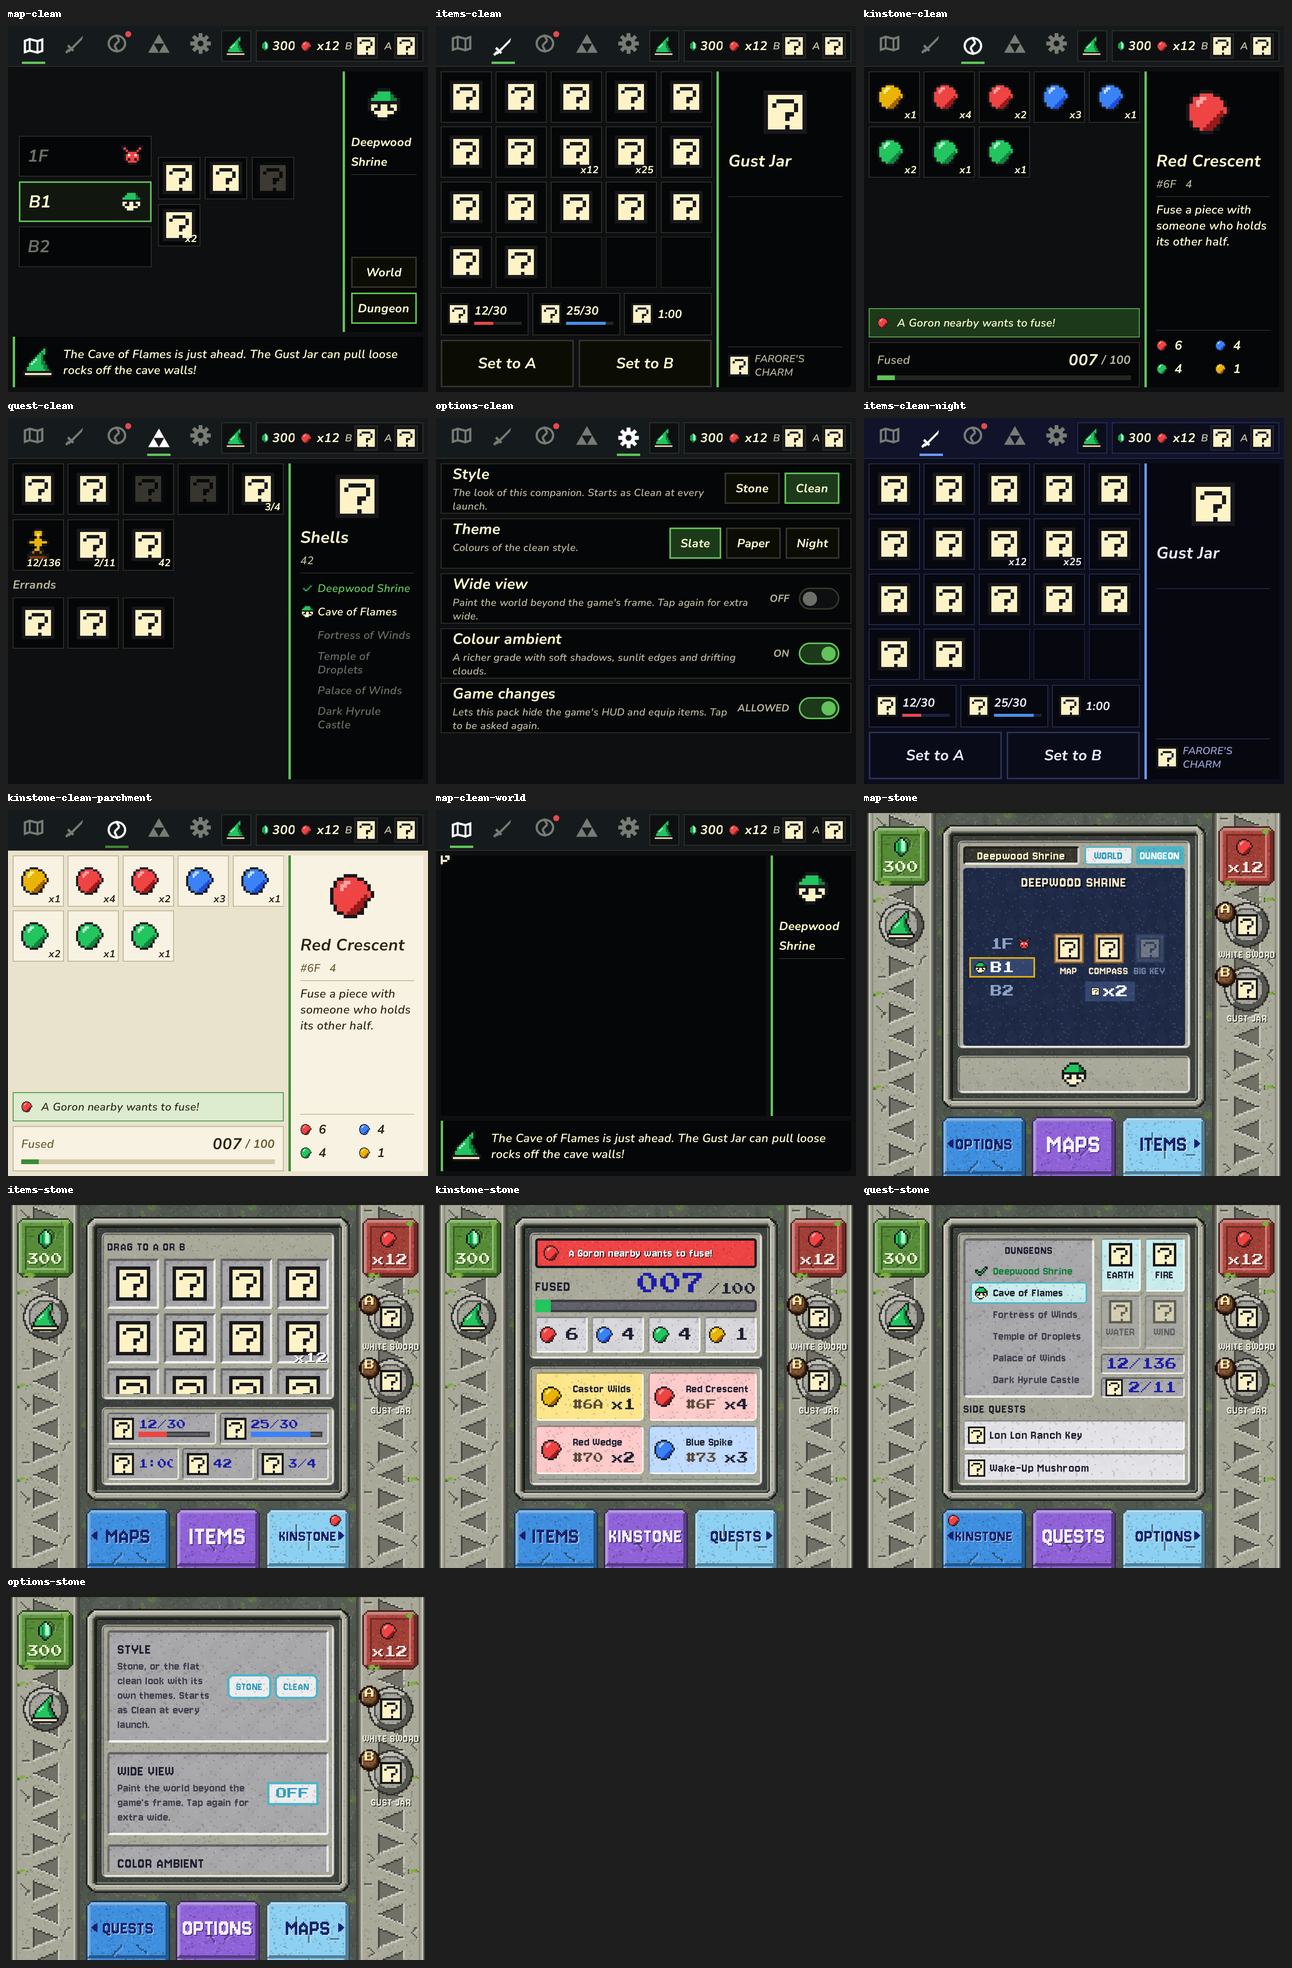 map-clean
300 x12 B A
1F
B1
B2
x2
Deepwood
Shrine
World
Dungeon
The Cave of Flames is just ahead. The Gust Jar can pull loose
rocks off the cave walls!
items-clean
300 x12 B A
x12 x25
12/30 25/30 1:00
Set to A Set to B
Gust Jar
FARORE'S
CHARM
kinstone-clean
300 x12 B A
x1 x4 x2 x3 x1
x2 x1 x1
A Goron nearby wants to fuse!
Fused 007 / 100
Red Crescent
#6F 4
Fuse a piece with
someone who holds
its other half.
6 4
4 1
quest-clean
300 x12 B A
3/4
12/136 2/11 42
Errands
Shells
42
Deepwood Shrine
Cave of Flames
Fortress of Winds
Temple of
Droplets
Palace of Winds
Dark Hyrule
Castle
options-clean
300 x12 B A
Style
The look of this companion. Starts as Clean at every
launch.
Stone Clean
Theme
Colours of the clean style.
Slate Paper Night
Wide view
Paint the world beyond the game's frame. Tap again for extra
wide.
OFF
Colour ambient
A richer grade with soft shadows, sunlit edges and drifting
clouds.
ON
Game changes
Lets this pack hide the game's HUD and equip items. Tap
to be asked again.
ALLOWED
items-clean-night
300 x12 B A
x12 x25
12/30 25/30 1:00
Set to A Set to B
Gust Jar
FARORE'S
CHARM
kinstone-clean-parchment
300 x12 B A
x1 x4 x2 x3 x1
x2 x1 x1
A Goron nearby wants to fuse!
Fused 007 / 100
Red Crescent
#6F 4
Fuse a piece with
someone who holds
its other half.
6 4
4 1
map-clean-world
300 x12 B A
Deepwood
Shrine
The Cave of Flames is just ahead. The Gust Jar can pull loose
rocks off the cave walls!
map-stone
300
Deepwood Shrine WORLD DUNGEON
DEEPWOOD SHRINE
1F
B1
B2
MAP COMPASS BIG KEY
x2
x12
A
WHITE SWORD
B
GUST JAR
OPTIONS MAPS ITEMS
items-stone
300
DRAG TO A OR B
x12
12/30 25/30
1:00 42 3/4
x12
A
WHITE SWORD
B
GUST JAR
MAPS ITEMS KINSTONE
kinstone-stone
300
A Goron nearby wants to fuse!
FUSED 007 /100
6 4 4 1
Castor Wilds
#6A x1
Red Crescent
#6F x4
Red Wedge
#70 x2
Blue Spike
#73 x3
x12
A
WHITE SWORD
B
GUST JAR
ITEMS KINSTONE QUESTS
quest-stone
300
DUNGEONS
Deepwood Shrine
Cave of Flames
Fortress of Winds
Temple of Droplets
Palace of Winds
Dark Hyrule Castle
EARTH FIRE
WATER WIND
12/136
2/11
SIDE QUESTS
Lon Lon Ranch Key
Wake-Up Mushroom
x12
A
WHITE SWORD
B
GUST JAR
KINSTONE QUESTS OPTIONS
options-stone
300
STYLE
Stone, or the flat
clean look with its
own themes. Starts
as Clean at every
launch.
STONE CLEAN
WIDE VIEW
Paint the world beyond the
game's frame. Tap again for
extra wide.
OFF
COLOR AMBIENT
x12
A
WHITE SWORD
B
GUST JAR
QUESTS OPTIONS MAPS